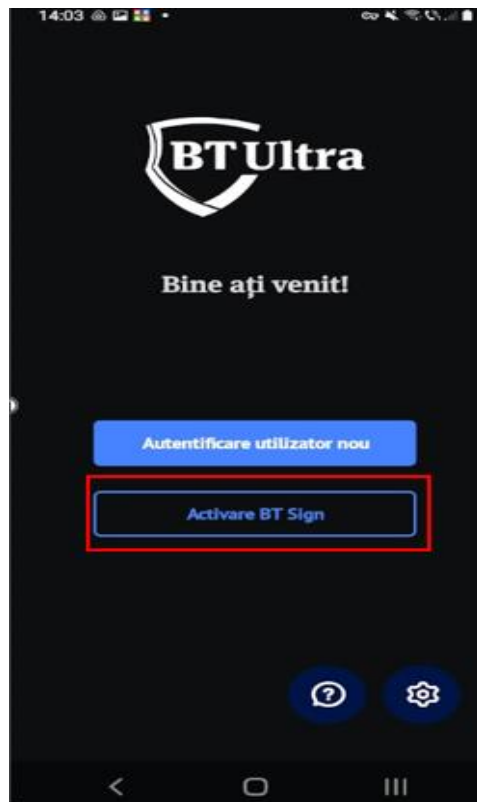 14:03
BT Ultra
Bine ați venit!
Autentificare utilizator nou
Activare BT Sign